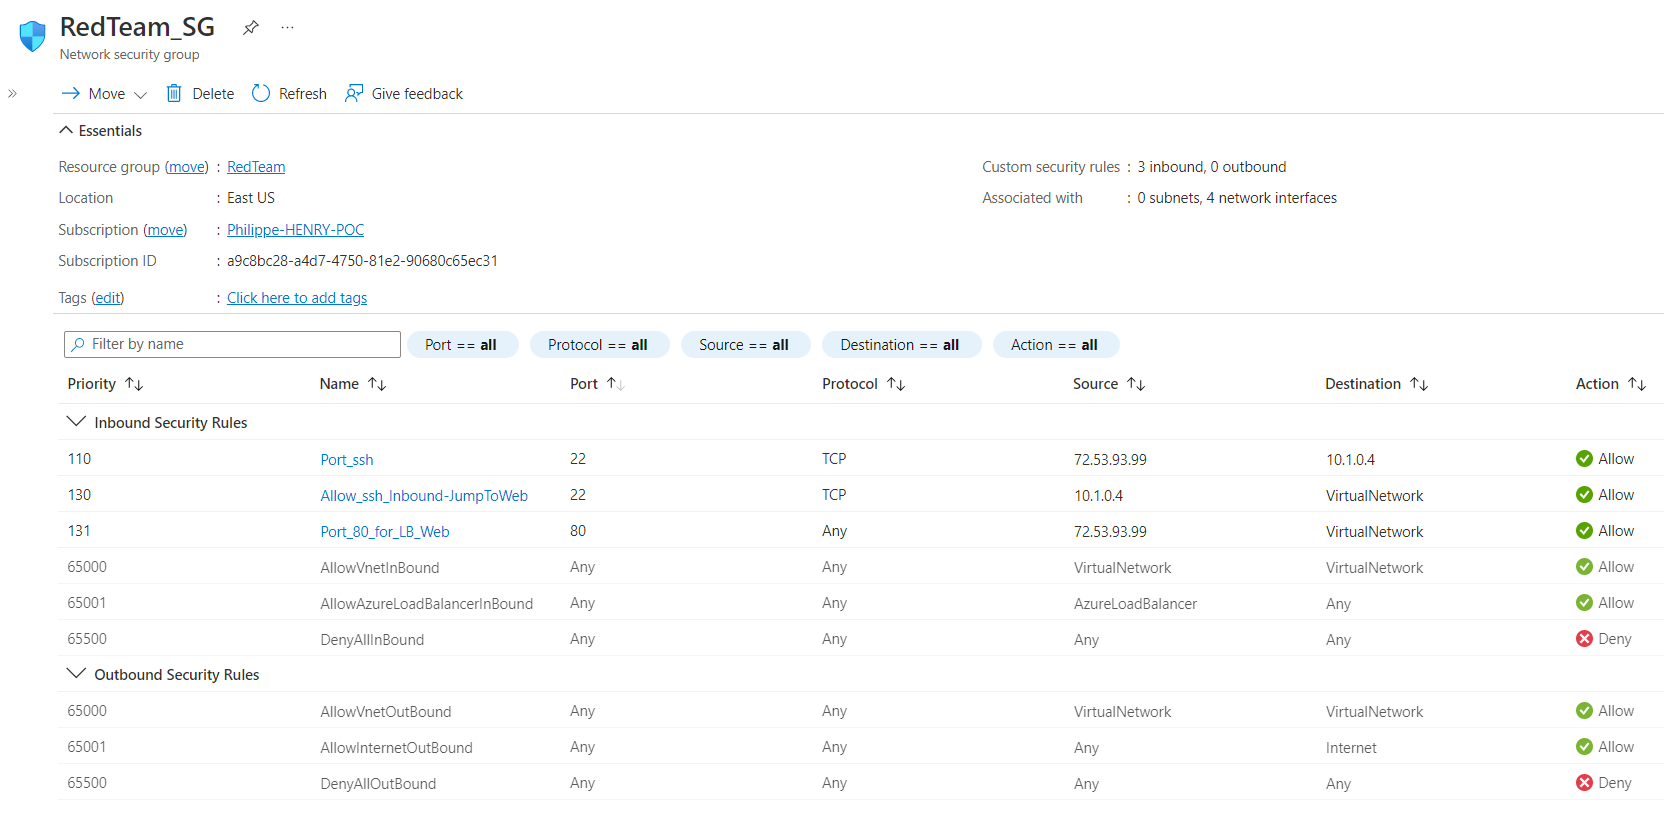 RedTeam_SG
Network security group
Move Delete Refresh Give feedback
Essentials
Resource group (move) : RedTeam Custom security rules : 3 inbound, 0 outbound
Location : East US Associated with : 0 subnets, 4 network interfaces
Subscription (move) : Philippe-HENRY-POC
Subscription ID : a9c8bc28-a4d7-4750-81e2-90680c65ec31
Tags (edit) : Click here to add tags
Filter by name Port == all Protocol == all Source == all Destination == all Action == all
Priority Name Port Protocol Source Destination Action
Inbound Security Rules
110 Port_ssh 22 TCP 72.53.93.99 10.1.0.4 Allow
130 Allow_ssh_Inbound-JumpToWeb 22 TCP 10.1.0.4 VirtualNetwork Allow
131 Port_80_for_LB_Web 80 Any 72.53.93.99 VirtualNetwork Allow
65000 AllowVnetInBound Any Any VirtualNetwork VirtualNetwork Allow
65001 AllowAzureLoadBalancerInBound Any Any AzureLoadBalancer Any Allow
65500 DenyAllInBound Any Any Any Any Deny
Outbound Security Rules
65000 AllowVnetOutBound Any Any VirtualNetwork VirtualNetwork Allow
65001 AllowInternetOutBound Any Any Any Internet Allow
65500 DenyAllOutBound Any Any Any Any Deny